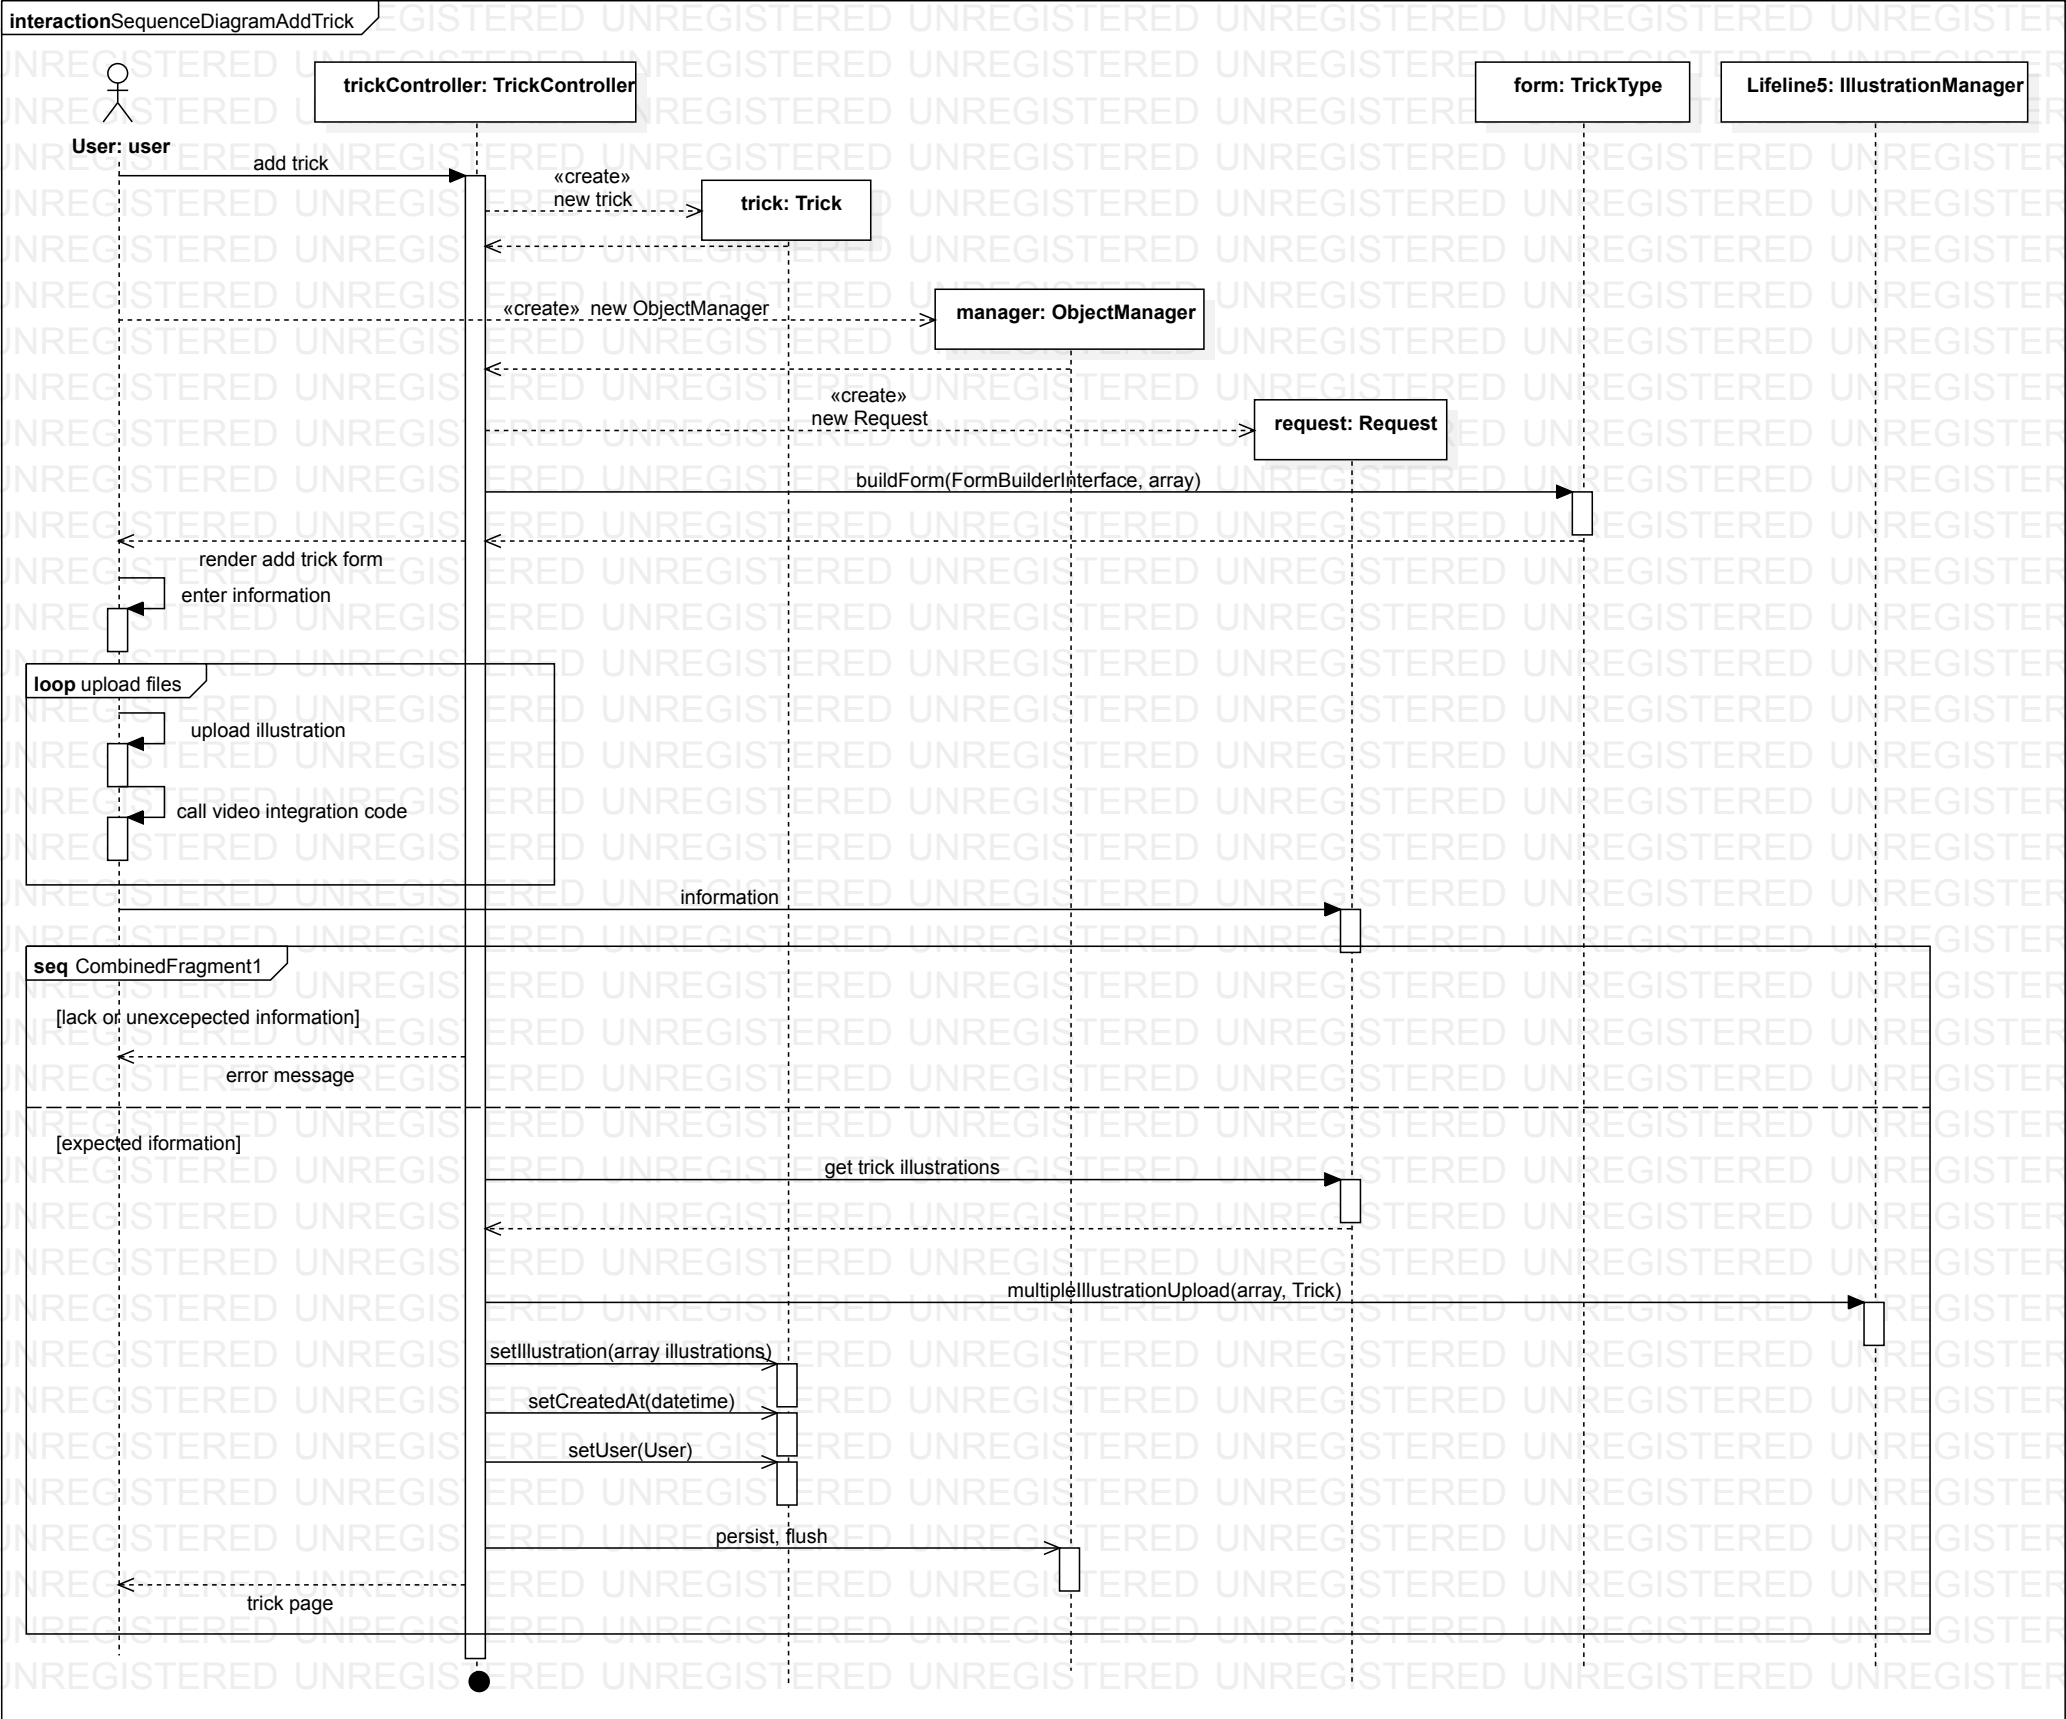 interactionSequenceDiagramAddTrick
User: user
trickController: TrickController
form: TrickType
Lifeline5: IllustrationManager
add trick
«create»
new trick
trick: Trick
«create» new ObjectManager
manager: ObjectManager
«create»
new Request
request: Request
buildForm(FormBuilderInterface, array)
render add trick form
enter information
loop upload files
upload illustration
call video integration code
information
seq CombinedFragment1
[lack or unexcepected information]
error message
[expected iformation]
get trick illustrations
multipleIllustrationUpload(array, Trick)
setIllustration(array illustrations)
setCreatedAt(datetime)
setUser(User)
persist, flush
trick page
UNREGISTERED